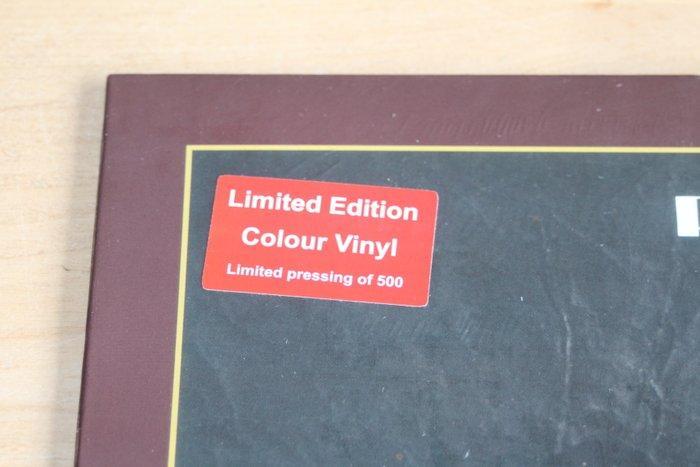 Limited Edition
Colour Vinyl
Limited pressing of 500